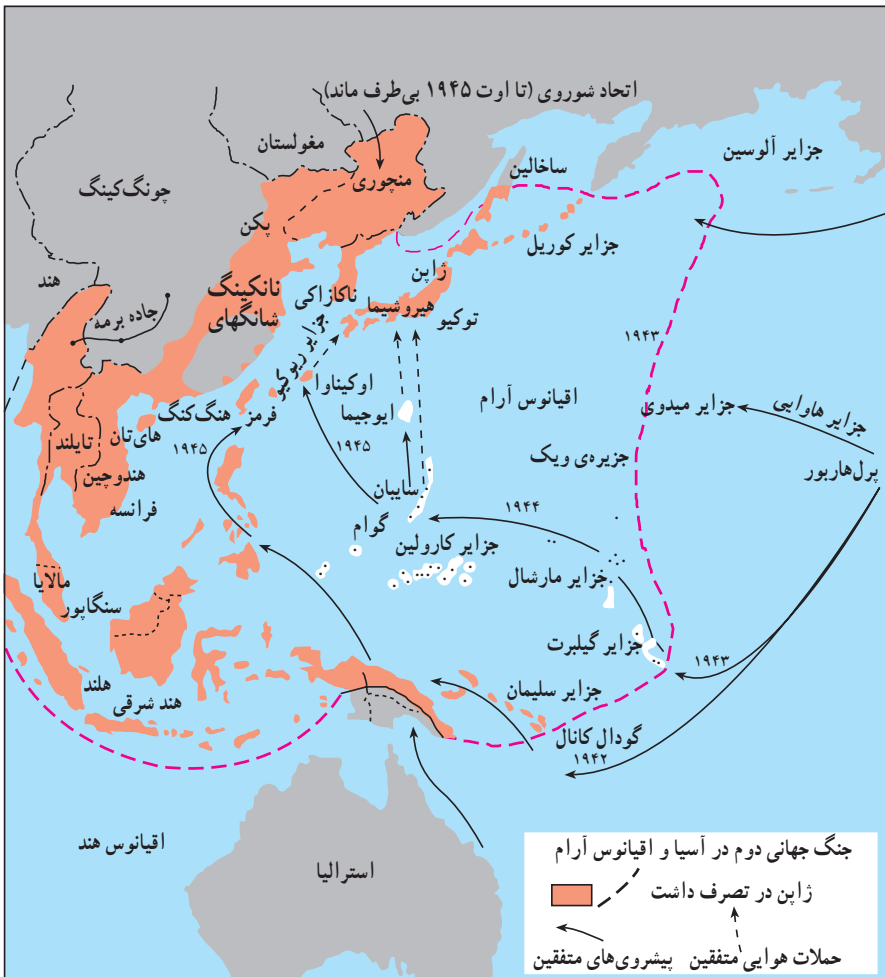 اتحاد شوروی (تا اوت ۱۹۴۵ بی‌طرف ماند)
جزایر آلوسین
مغولستان
ساخالین
منچوری
چونگ‌کینگ
پکن
جزایر کوریل
ژاپن
هند
نانکینگ
ناکازاکی
هیروشیما
شانگهای
توکیو
جاده برمه
جزایر ریوکیو
۱۹۴۳
اوکیناوا
ایوجیما
اقیانوس آرام
جزایر میدوی
جزایر هاوایی
هنگ‌کنگ
فرمز
های‌تان
تایلند
۱۹۴۵
۱۹۴۵
جزیره‌ی ویک
پرل‌هاربور
هندوچین
فرانسه
سایبان
۱۹۴۴
گوام
جزایر کارولین
جزایر مارشال
مالایا
سنگاپور
جزایر گیلبرت
۱۹۴۳
هلند
هند شرقی
جزایر سلیمان
گودال کانال
۱۹۴۲
اقیانوس هند
استرالیا
جنگ جهانی دوم در آسیا و اقیانوس آرام
ژاپن در تصرف داشت
حملات هوایی متفقین
پیشروی‌های متفقین